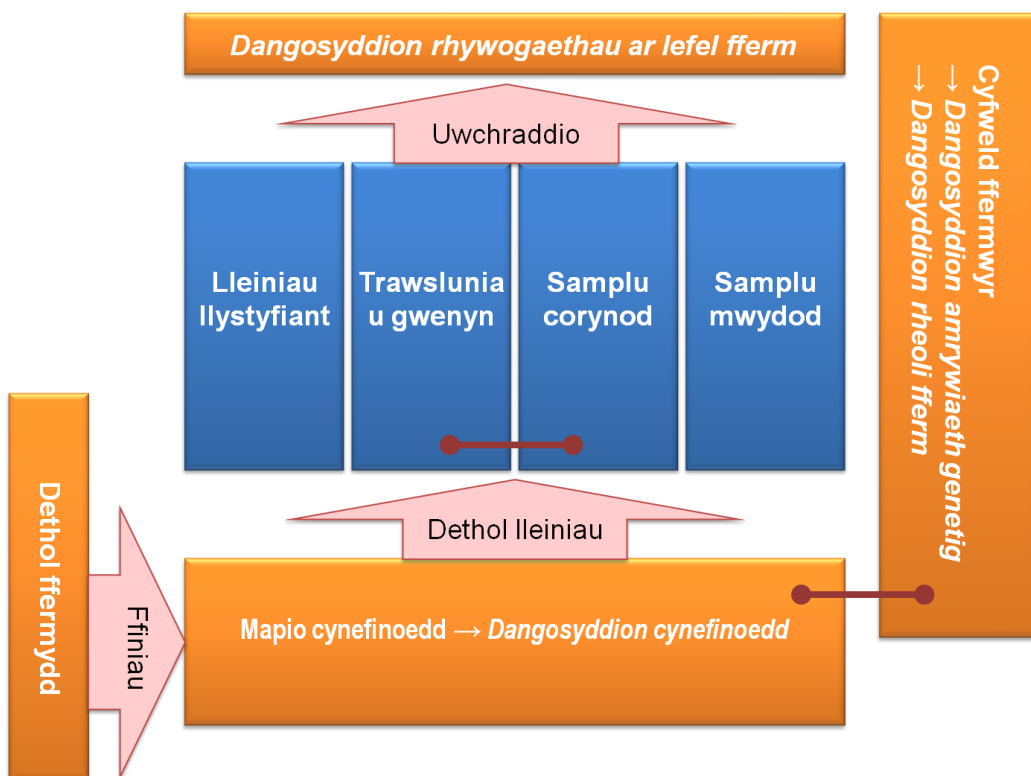 Dangosyddion rhywogaethau ar lefel fferm
Uwchraddio
Lleiniau
llystyfiant
Trawslunia
u gwenyn
Samplu
corynod
Samplu
mwydod
Dethol lleiniau
Mapio cynefinoedd → Dangosyddion cynefinoedd
Dethol ffermydd
Ffiniau
Cyfweld ffermwyr
→ Dangosyddion amrywiaeth genetig
→ Dangosyddion rheoli fferm